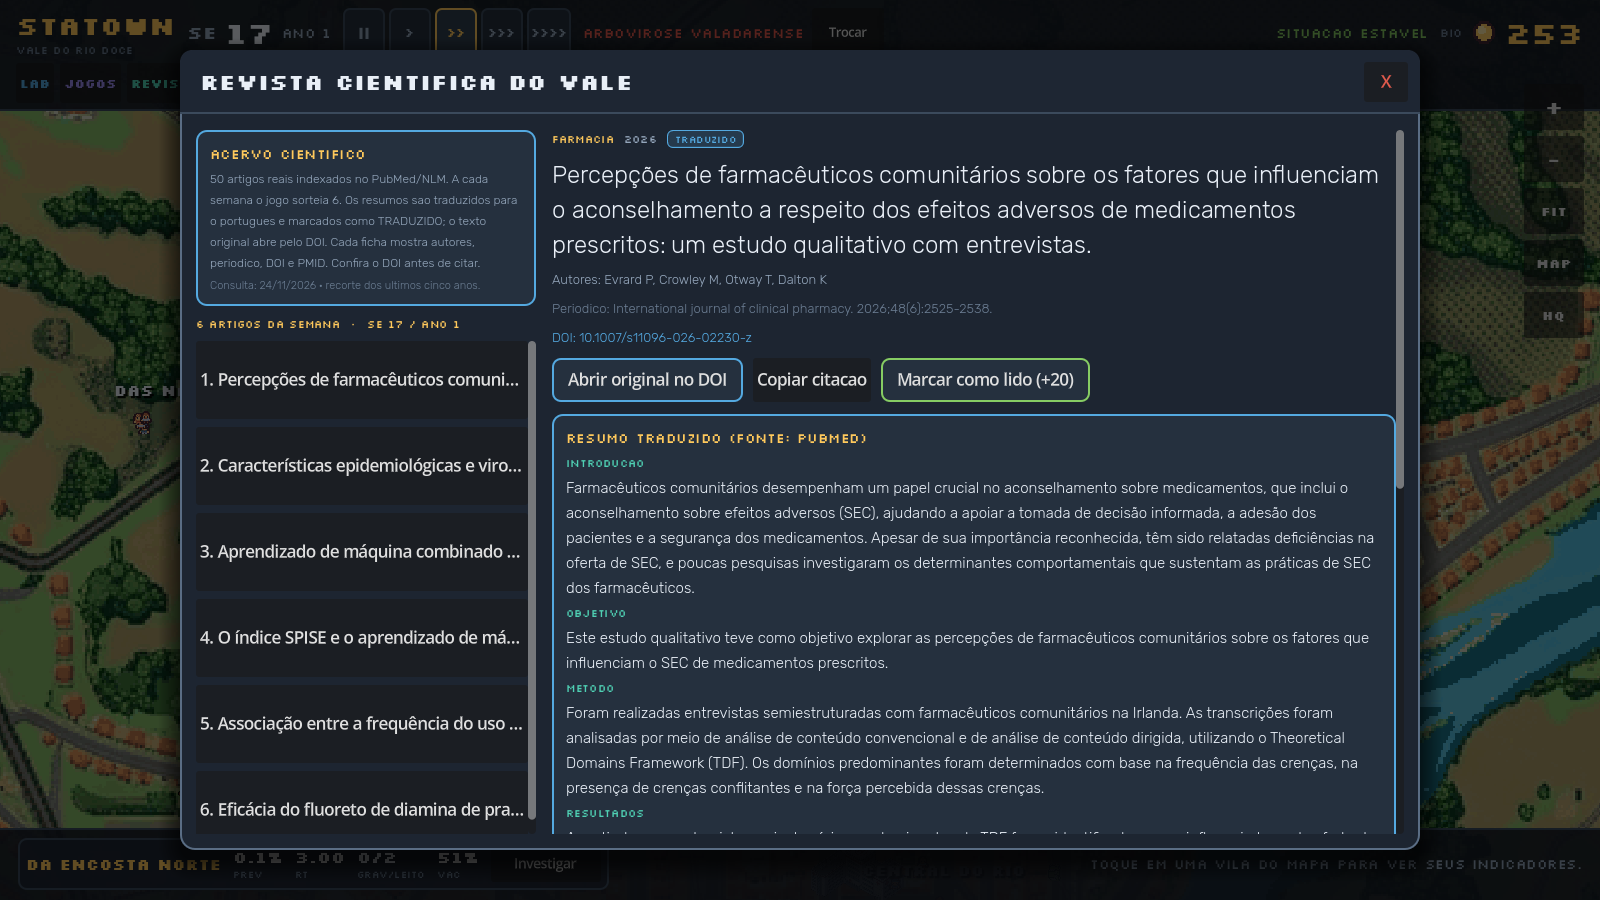 STATOWN
VALE DO RIO DOCE
SE 17 ANO 1
II > >> >>> >>>>
ARBOVIROSE VALADARENSE
Trocar
SITUACAO ESTAVEL
BIO
253
LAB JOGOS REVIS
REVISTA CIENTIFICA DO VALE
X
ACERVO CIENTIFICO
50 artigos reais indexados no PubMed/NLM. A cada
semana o jogo sorteia 6. Os resumos sao traduzidos para
o portugues e marcados como TRADUZIDO; o texto
original abre pelo DOI. Cada ficha mostra autores,
periodico, DOI e PMID. Confira o DOI antes de citar.
Consulta: 24/11/2026 • recorte dos ultimos cinco anos.
6 ARTIGOS DA SEMANA · SE 17 / ANO 1
1. Percepções de farmacêuticos comuni...
2. Características epidemiológicas e viro...
3. Aprendizado de máquina combinado ...
4. O índice SPISE e o aprendizado de má...
5. Associação entre a frequência do uso ...
6. Eficácia do fluoreto de diamina de pra...
FARMACIA 2026 TRADUZIDO
Percepções de farmacêuticos comunitários sobre os fatores que influenciam
o aconselhamento a respeito dos efeitos adversos de medicamentos
prescritos: um estudo qualitativo com entrevistas.
Autores: Evrard P, Crowley M, Otway T, Dalton K
Periodico: International journal of clinical pharmacy. 2026;48(6):2525-2538.
DOI: 10.1007/s11096-026-02230-z
Abrir original no DOI
Copiar citacao
Marcar como lido (+20)
RESUMO TRADUZIDO (FONTE: PUBMED)
INTRODUCAO
Farmacêuticos comunitários desempenham um papel crucial no aconselhamento sobre medicamentos, que inclui o
aconselhamento sobre efeitos adversos (SEC), ajudando a apoiar a tomada de decisão informada, a adesão dos
pacientes e a segurança dos medicamentos. Apesar de sua importância reconhecida, têm sido relatadas deficiências na
oferta de SEC, e poucas pesquisas investigaram os determinantes comportamentais que sustentam as práticas de SEC
dos farmacêuticos.
OBJETIVO
Este estudo qualitativo teve como objetivo explorar as percepções de farmacêuticos comunitários sobre os fatores que
influenciam o SEC de medicamentos prescritos.
METODO
Foram realizadas entrevistas semiestruturadas com farmacêuticos comunitários na Irlanda. As transcrições foram
analisadas por meio de análise de conteúdo convencional e de análise de conteúdo dirigida, utilizando o Theoretical
Domains Framework (TDF). Os domínios predominantes foram determinados com base na frequência das crenças, na
presença de crenças conflitantes e na força percebida dessas crenças.
RESULTADOS
+
-
FIT
MAP
HQ
DAS N
DA ENCOSTA NORTE
0.1% 3.00 0/2 51%
PREV RT GRAV/LEITO VAC
Investigar
CENTRAL DO RIO
TOQUE EM UMA VILA DO MAPA PARA VER SEUS INDICADORES.